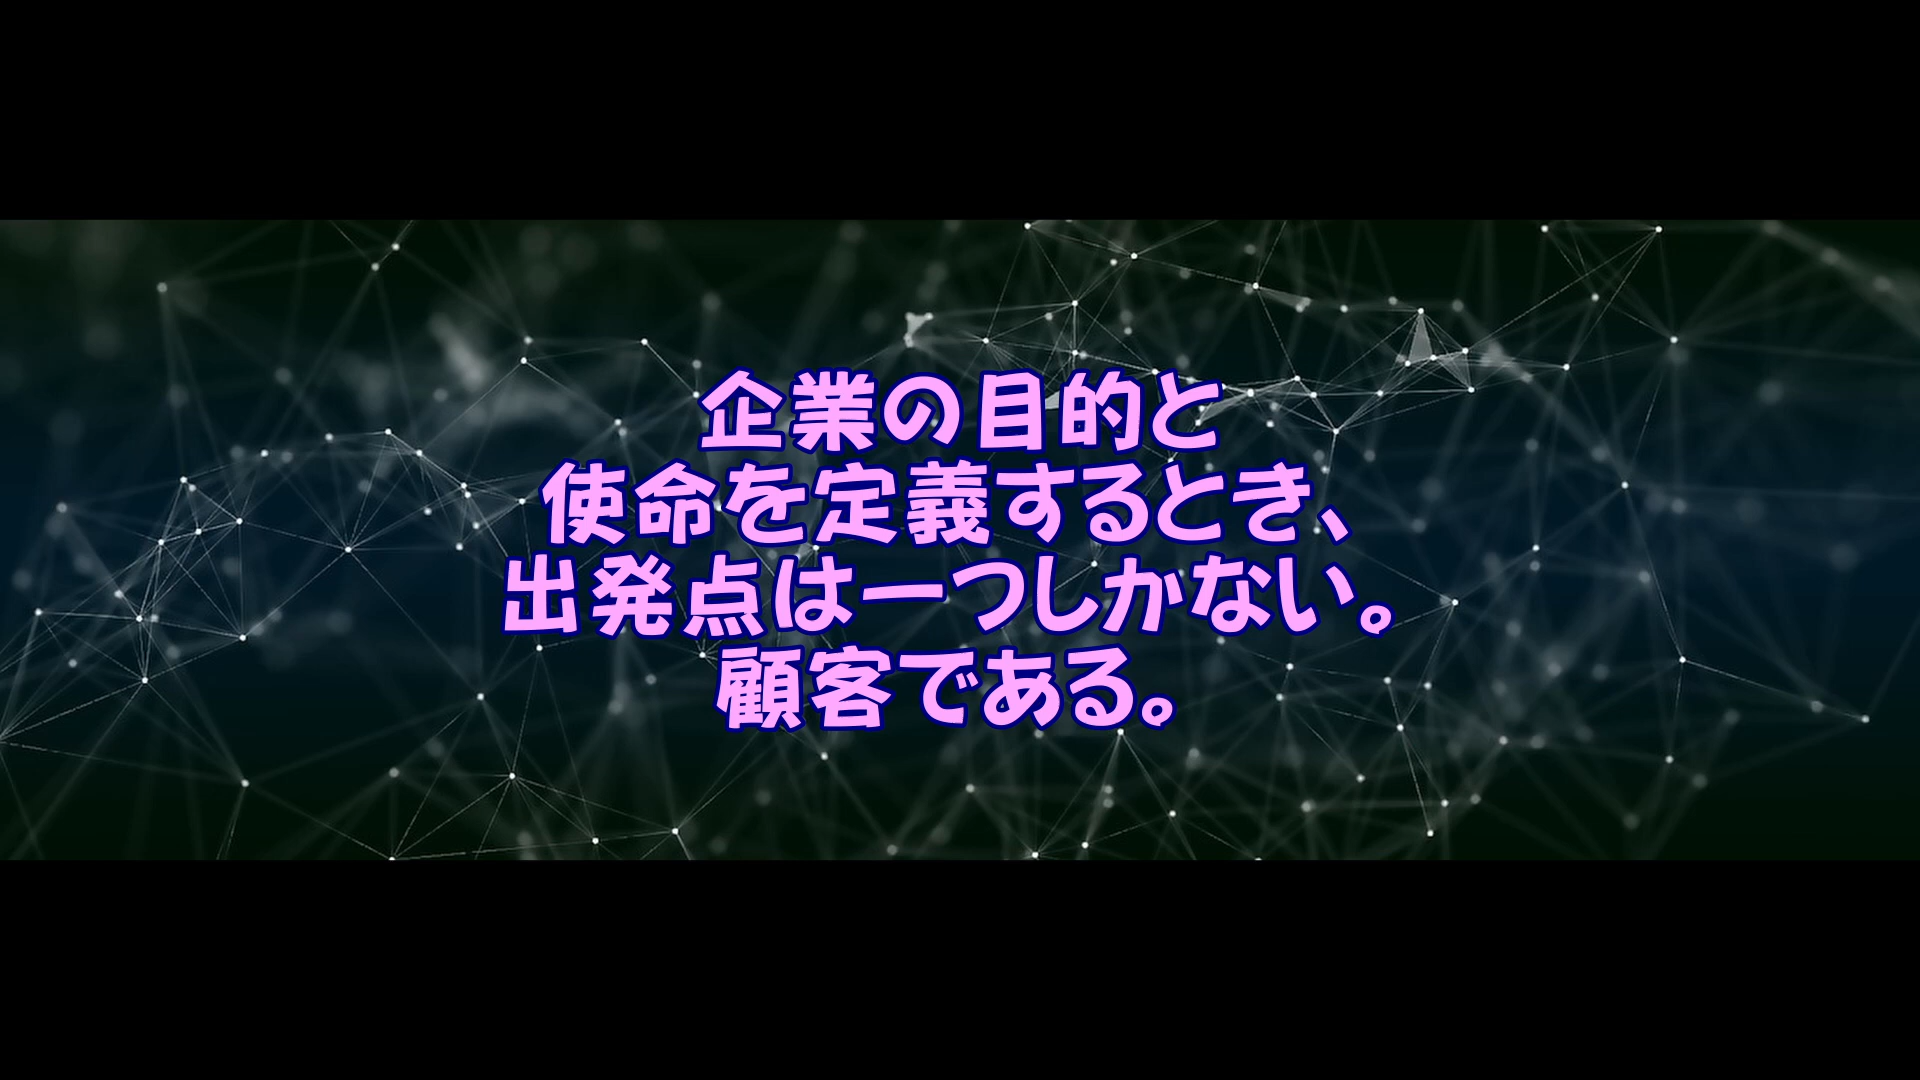 企業の目的と
使命を定義するとき、
出発点は一つしかない。
顧客である。